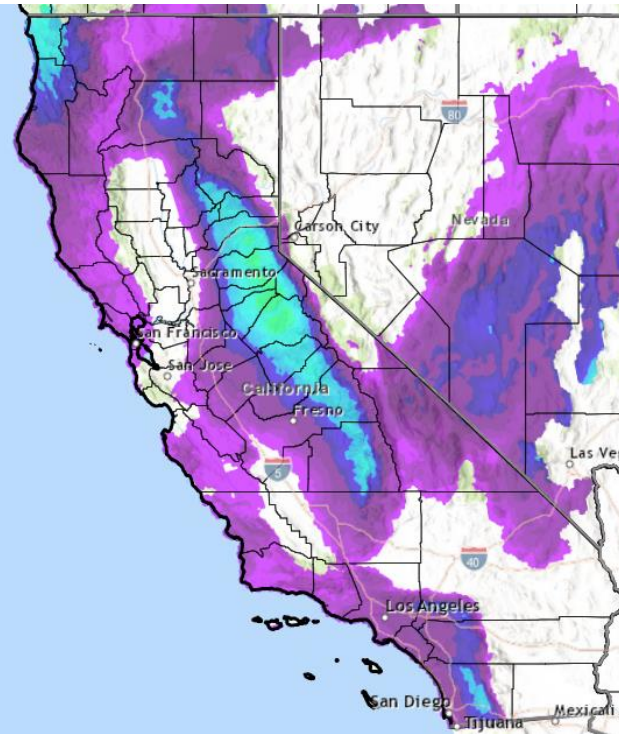 80
Carson City
Nevada
Sacramento
San Francisco
San Jose
California
Fresno
5
Las Ve
40
Los Angeles
San Diego
Tijuana
Mexicali